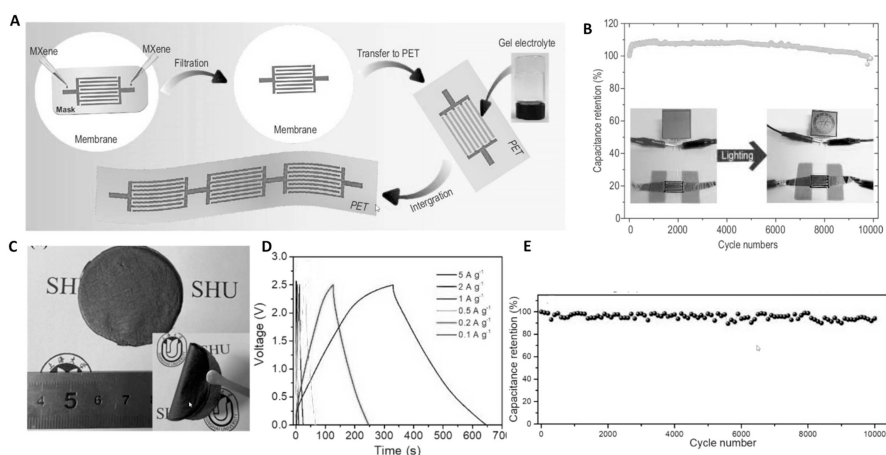 A
MXene
MXene
Mask
Membrane
Filtration
Membrane
Transfer to PET
Gel electrolyte
PET
Intergration
PET
B
Capacitance retention (%)
120
100
80
60
40
20
0
Lighting
0 2000 4000 6000 8000 10000
Cycle numbers
C
SHU
SHU
4 5 6 7
D
Voltage (V)
3.0
2.5
2.0
1.5
1.0
0.5
0.0
5 A g⁻¹
2 A g⁻¹
1 A g⁻¹
0.5 A g⁻¹
0.2 A g⁻¹
0.1 A g⁻¹
0 100 200 300 400 500 600 70
Time (s)
E
Capacitance retention (%)
100
80
60
40
20
0
0 2000 4000 6000 8000 10000
Cycle number